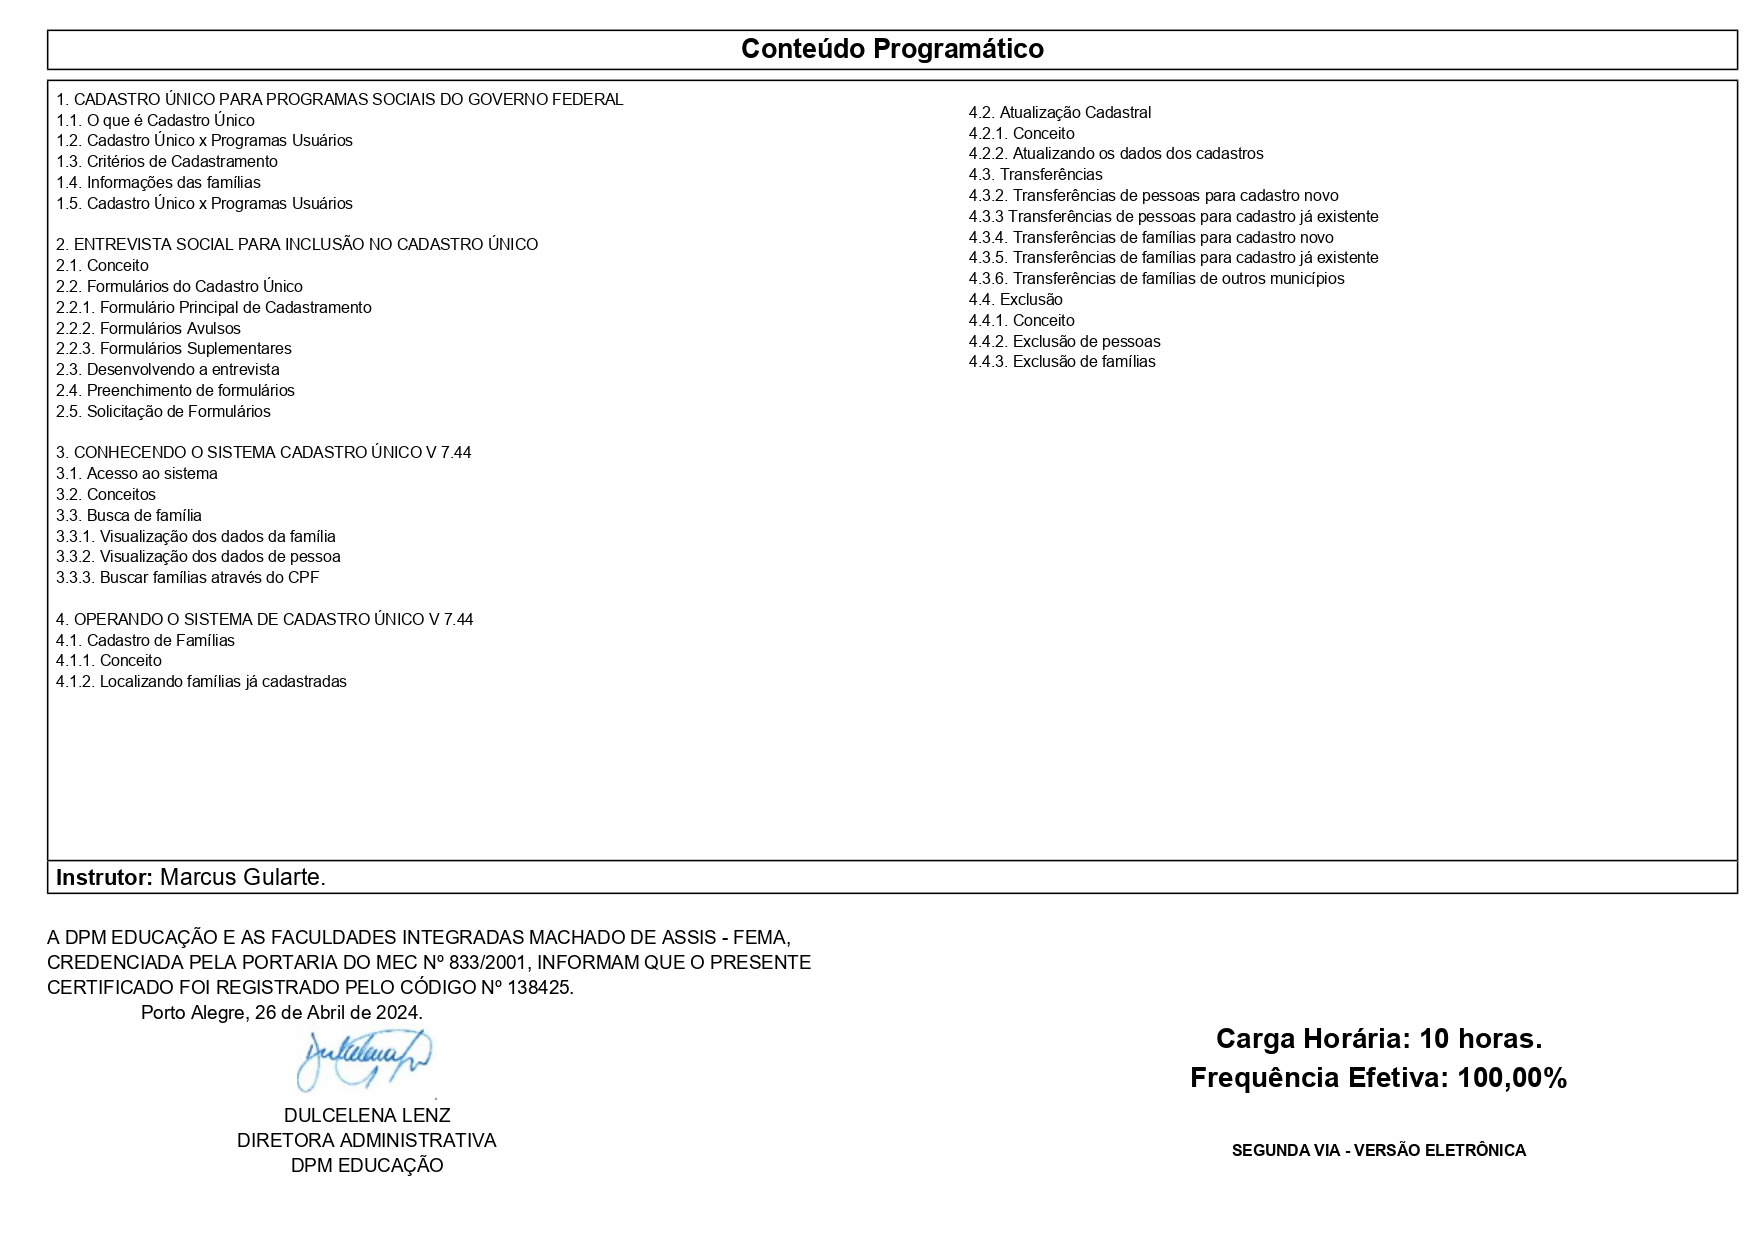 Conteúdo Programático
1. CADASTRO ÚNICO PARA PROGRAMAS SOCIAIS DO GOVERNO FEDERAL
1.1. O que é Cadastro Único
1.2. Cadastro Único x Programas Usuários
1.3. Critérios de Cadastramento
1.4. Informações das famílias
1.5. Cadastro Único x Programas Usuários
2. ENTREVISTA SOCIAL PARA INCLUSÃO NO CADASTRO ÚNICO
2.1. Conceito
2.2. Formulários do Cadastro Único
2.2.1. Formulário Principal de Cadastramento
2.2.2. Formulários Avulsos
2.2.3. Formulários Suplementares
2.3. Desenvolvendo a entrevista
2.4. Preenchimento de formulários
2.5. Solicitação de Formulários
3. CONHECENDO O SISTEMA CADASTRO ÚNICO V 7.44
3.1. Acesso ao sistema
3.2. Conceitos
3.3. Busca de família
3.3.1. Visualização dos dados da família
3.3.2. Visualização dos dados de pessoa
3.3.3. Buscar famílias através do CPF
4. OPERANDO O SISTEMA DE CADASTRO ÚNICO V 7.44
4.1. Cadastro de Famílias
4.1.1. Conceito
4.1.2. Localizando famílias já cadastradas
4.2. Atualização Cadastral
4.2.1. Conceito
4.2.2. Atualizando os dados dos cadastros
4.3. Transferências
4.3.2. Transferências de pessoas para cadastro novo
4.3.3 Transferências de pessoas para cadastro já existente
4.3.4. Transferências de famílias para cadastro novo
4.3.5. Transferências de famílias para cadastro já existente
4.3.6. Transferências de famílias de outros municípios
4.4. Exclusão
4.4.1. Conceito
4.4.2. Exclusão de pessoas
4.4.3. Exclusão de famílias
Instrutor: Marcus Gularte.
A DPM EDUCAÇÃO E AS FACULDADES INTEGRADAS MACHADO DE ASSIS - FEMA,
CREDENCIADA PELA PORTARIA DO MEC Nº 833/2001, INFORMAM QUE O PRESENTE
CERTIFICADO FOI REGISTRADO PELO CÓDIGO Nº 138425.
Porto Alegre, 26 de Abril de 2024.
DULCELENA LENZ
DIRETORA ADMINISTRATIVA
DPM EDUCAÇÃO
Carga Horária: 10 horas.
Frequência Efetiva: 100,00%
SEGUNDA VIA - VERSÃO ELETRÔNICA